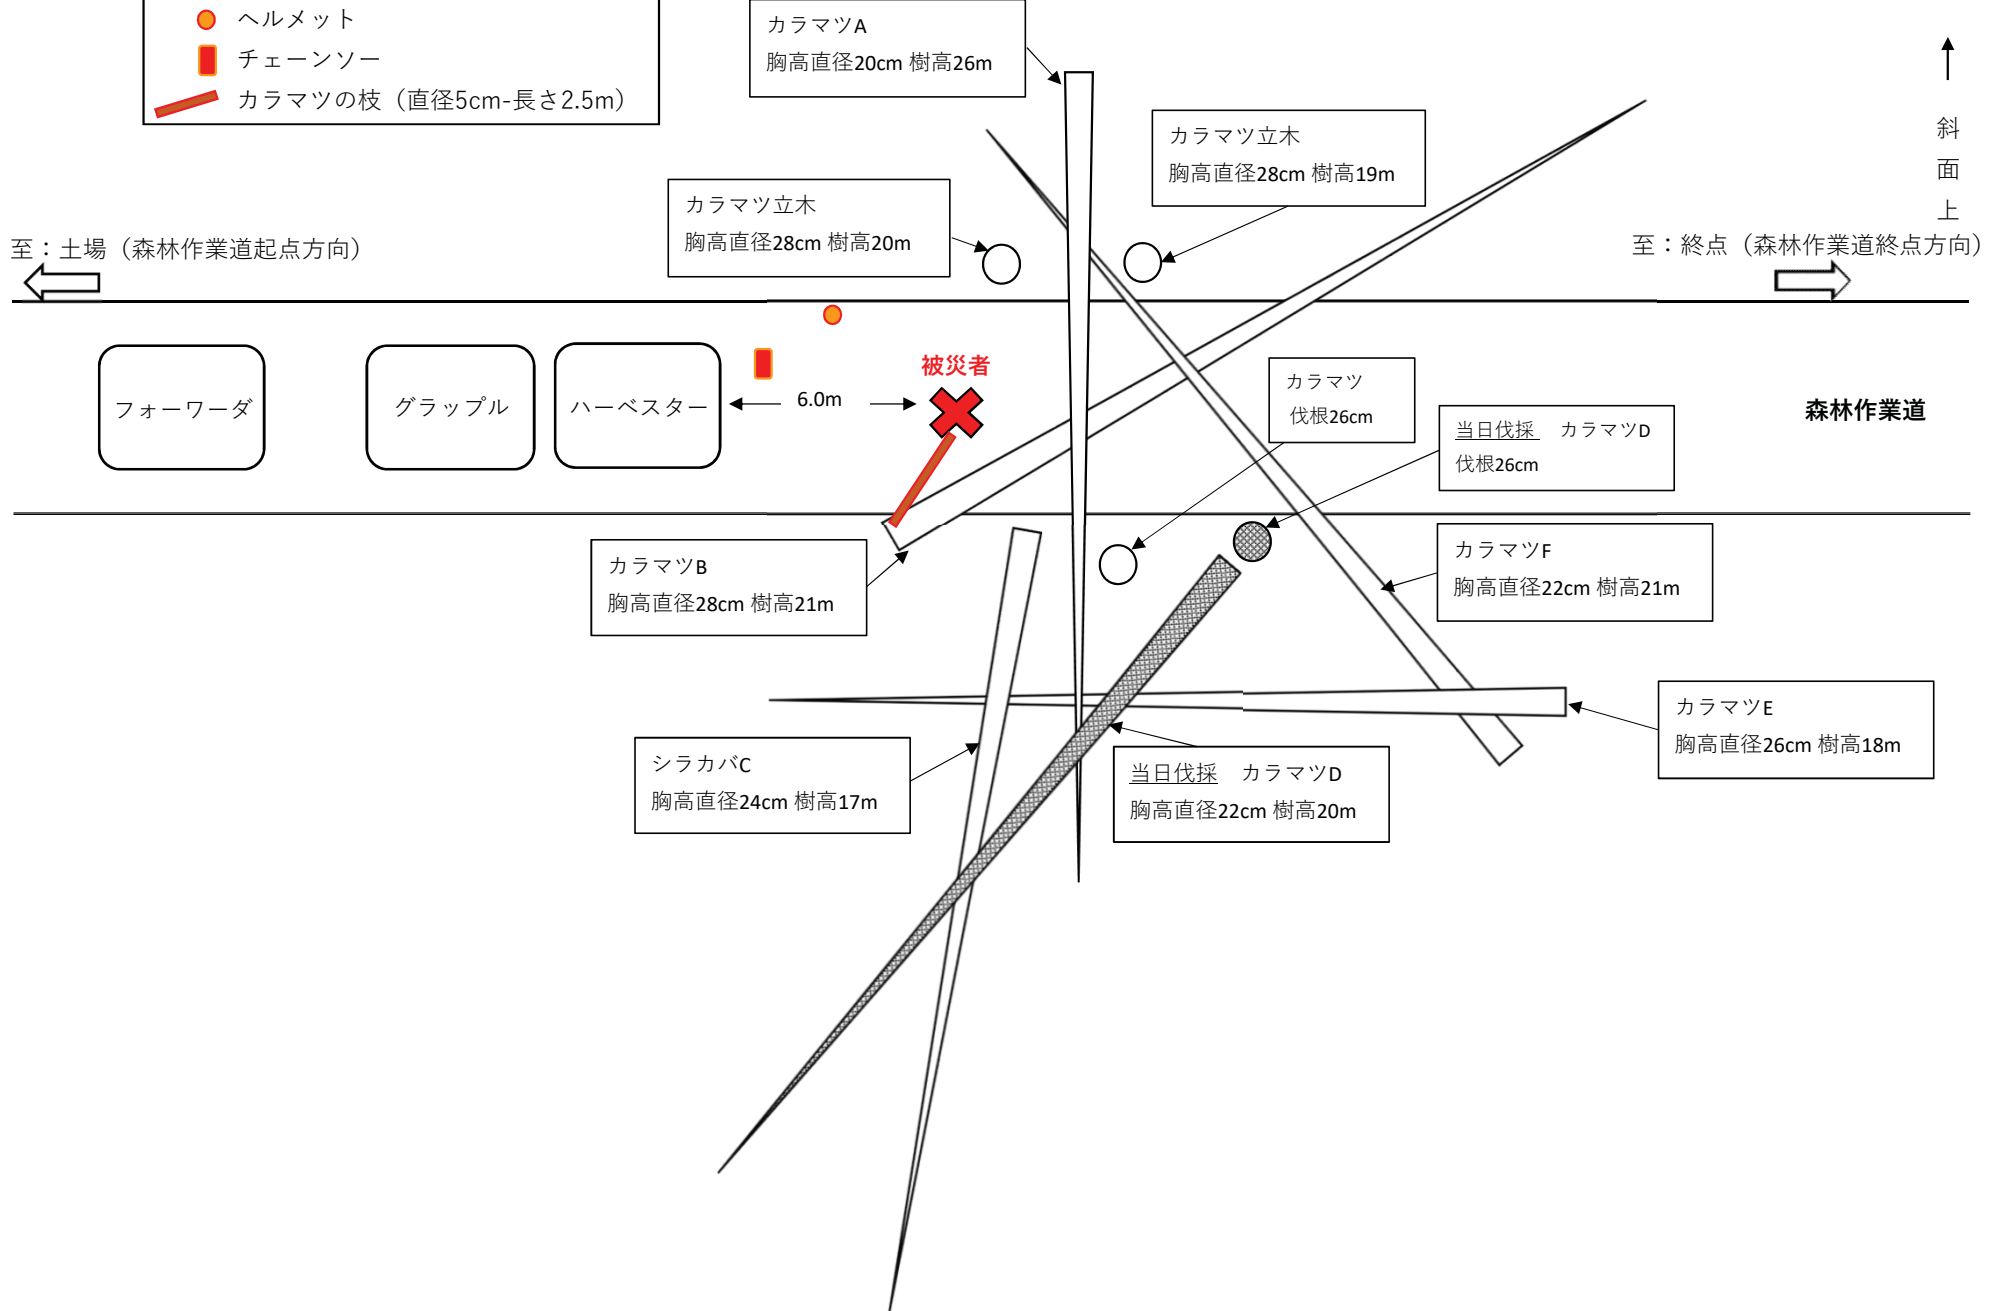 ヘルメット
チェーンソー
カラマツの枝（直径5cm-長さ2.5m）
カラマツA
胸高直径20cm 樹高26m
カラマツ立木
胸高直径28cm 樹高19m
斜面上
カラマツ立木
胸高直径28cm 樹高20m
至：土場（森林作業道起点方向）
至：終点（森林作業道終点方向）
被災者
フォーワーダ
グラップル
ハーベスター
6.0m
カラマツ
伐根26cm
森林作業道
当日伐採　カラマツD
伐根26cm
カラマツB
胸高直径28cm 樹高21m
カラマツF
胸高直径22cm 樹高21m
カラマツE
胸高直径26cm 樹高18m
シラカバC
胸高直径24cm 樹高17m
当日伐採　カラマツD
胸高直径22cm 樹高20m